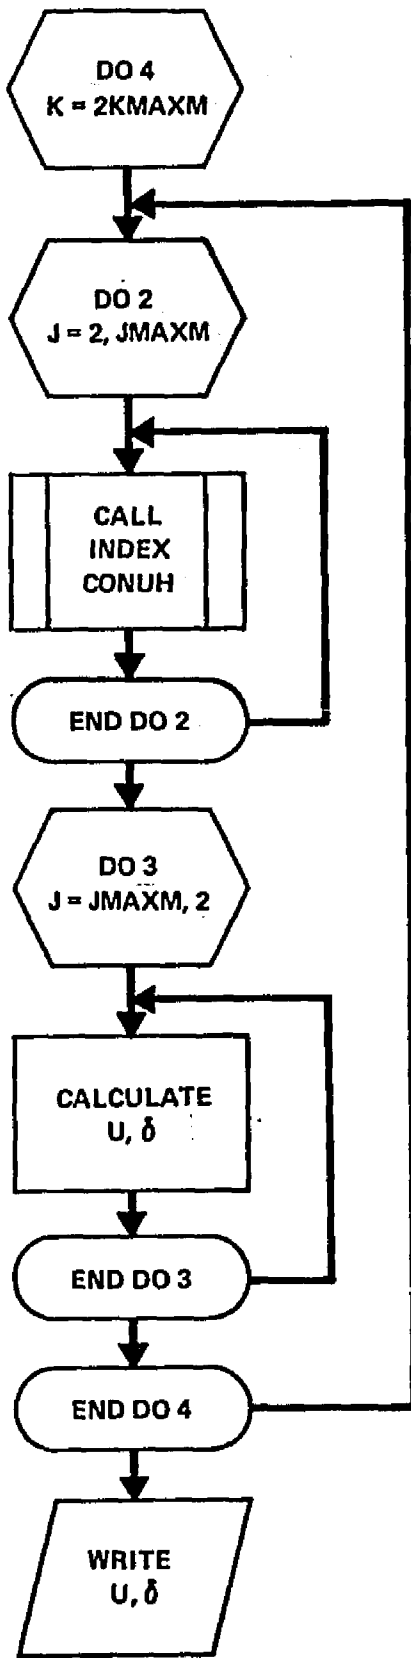 DO 4
K = 2KMAXM
DO 2
J = 2, JMAXM
CALL
INDEX
CONUH
END DO 2
DO 3
J = JMAXM, 2
CALCULATE
U, δ
END DO 3
END DO 4
WRITE
U, δ